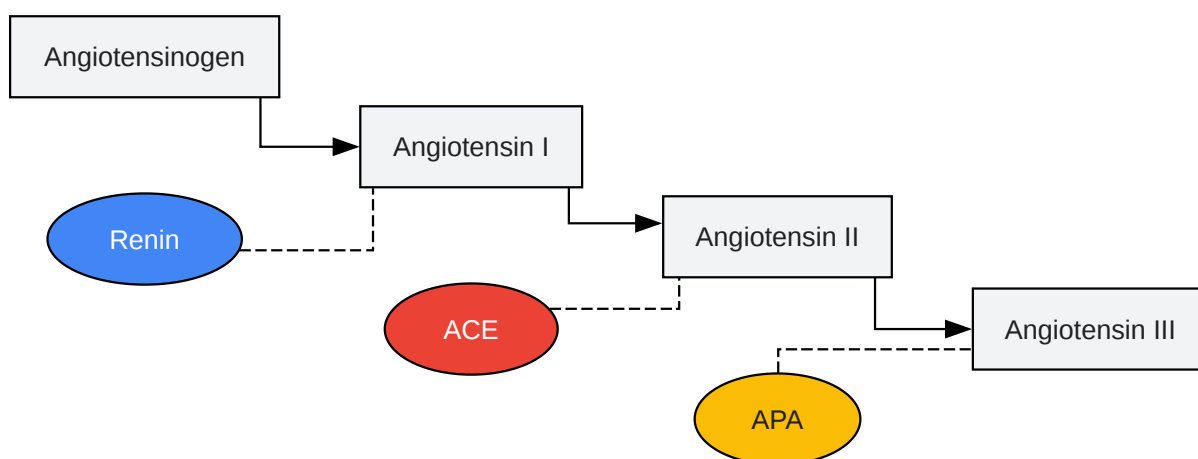 Angiotensinogen
Angiotensin I
Renin
Angiotensin II
ACE
Angiotensin III
APA